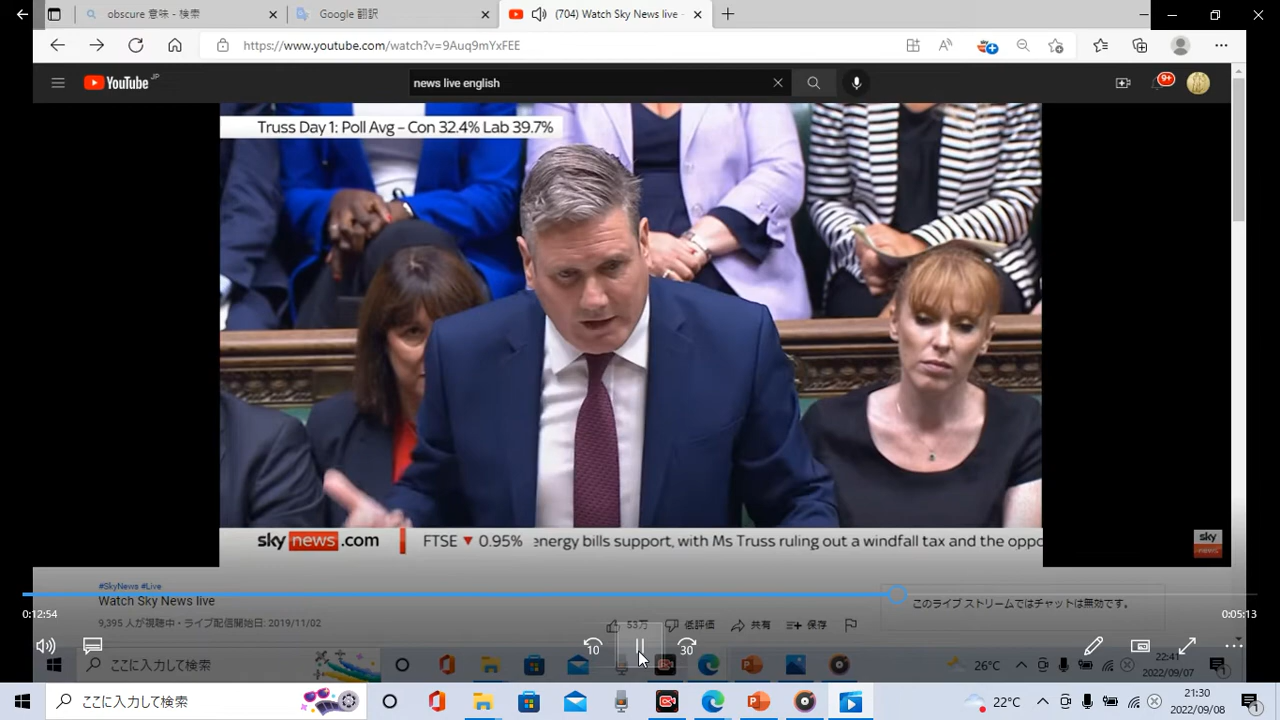 obscure 意味 - 検索
Google 翻訳
(704) Watch Sky News live -
https://www.youtube.com/watch?v=9Auq9mYxFEE
YouTube JP
news live english
9+
Truss Day 1: Poll Avg – Con 32.4% Lab 39.7%
sky news.com
FTSE ▼ 0.95%
energy bills support, with Ms Truss ruling out a windfall tax and the oppo
sky news
#SkyNews #Live
Watch Sky News live
9,395 人が視聴中・ライブ配信開始日: 2019/11/02
53万
低評価
共有
保存
このライブ ストリームではチャットは無効です。
0:12:54
0:05:13
10
30
ここに入力して検索
26°C
22:41
2022/09/07
ここに入力して検索
22°C
21:30
2022/09/08